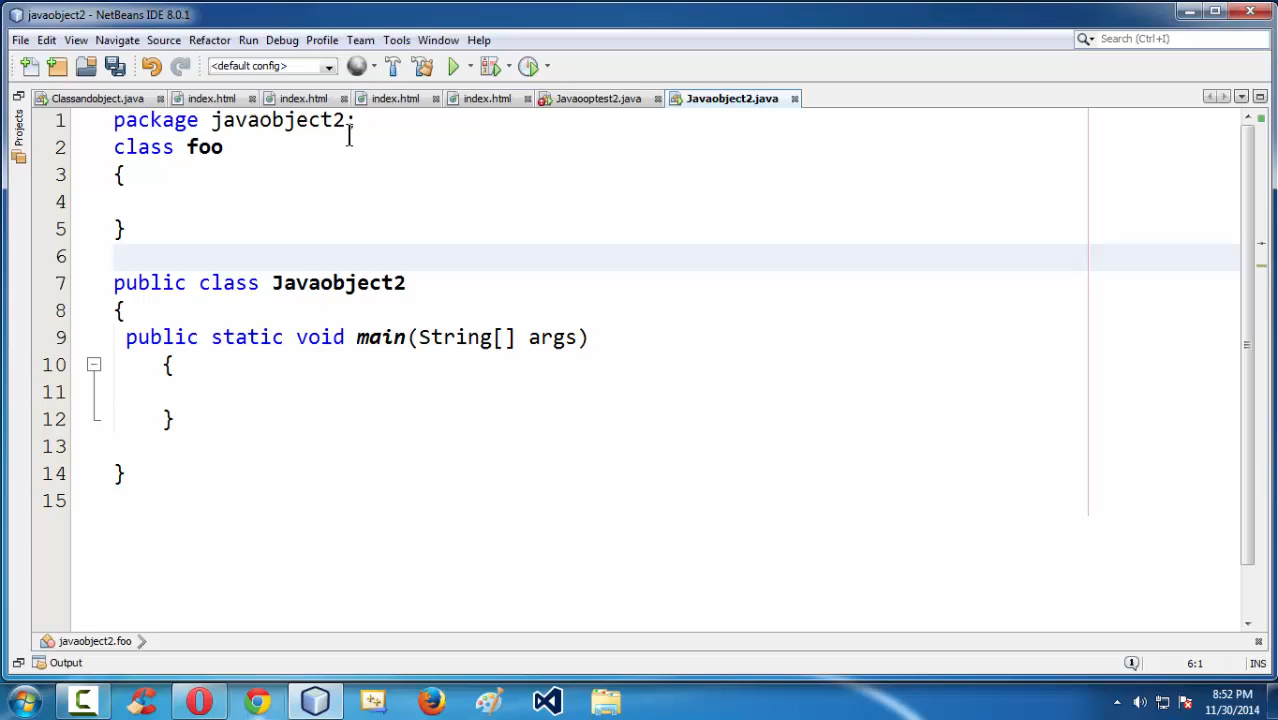 javaobject2 - NetBeans IDE 8.0.1
File Edit View Navigate Source Refactor Run Debug Profile Team Tools Window Help
Search (Ctrl+I)
<default config>
Classandobject.java index.html index.html index.html index.html Javaooptest2.java Javaobject2.java
Projects
1 package javaobject2;
2 class foo
3 {
4
5 }
6
7 public class Javaobject2
8 {
9 public static void main(String[] args)
10 {
11
12 }
13
14 }
15
javaobject2.foo
Output
1
6:1
INS
8:52 PM
11/30/2014